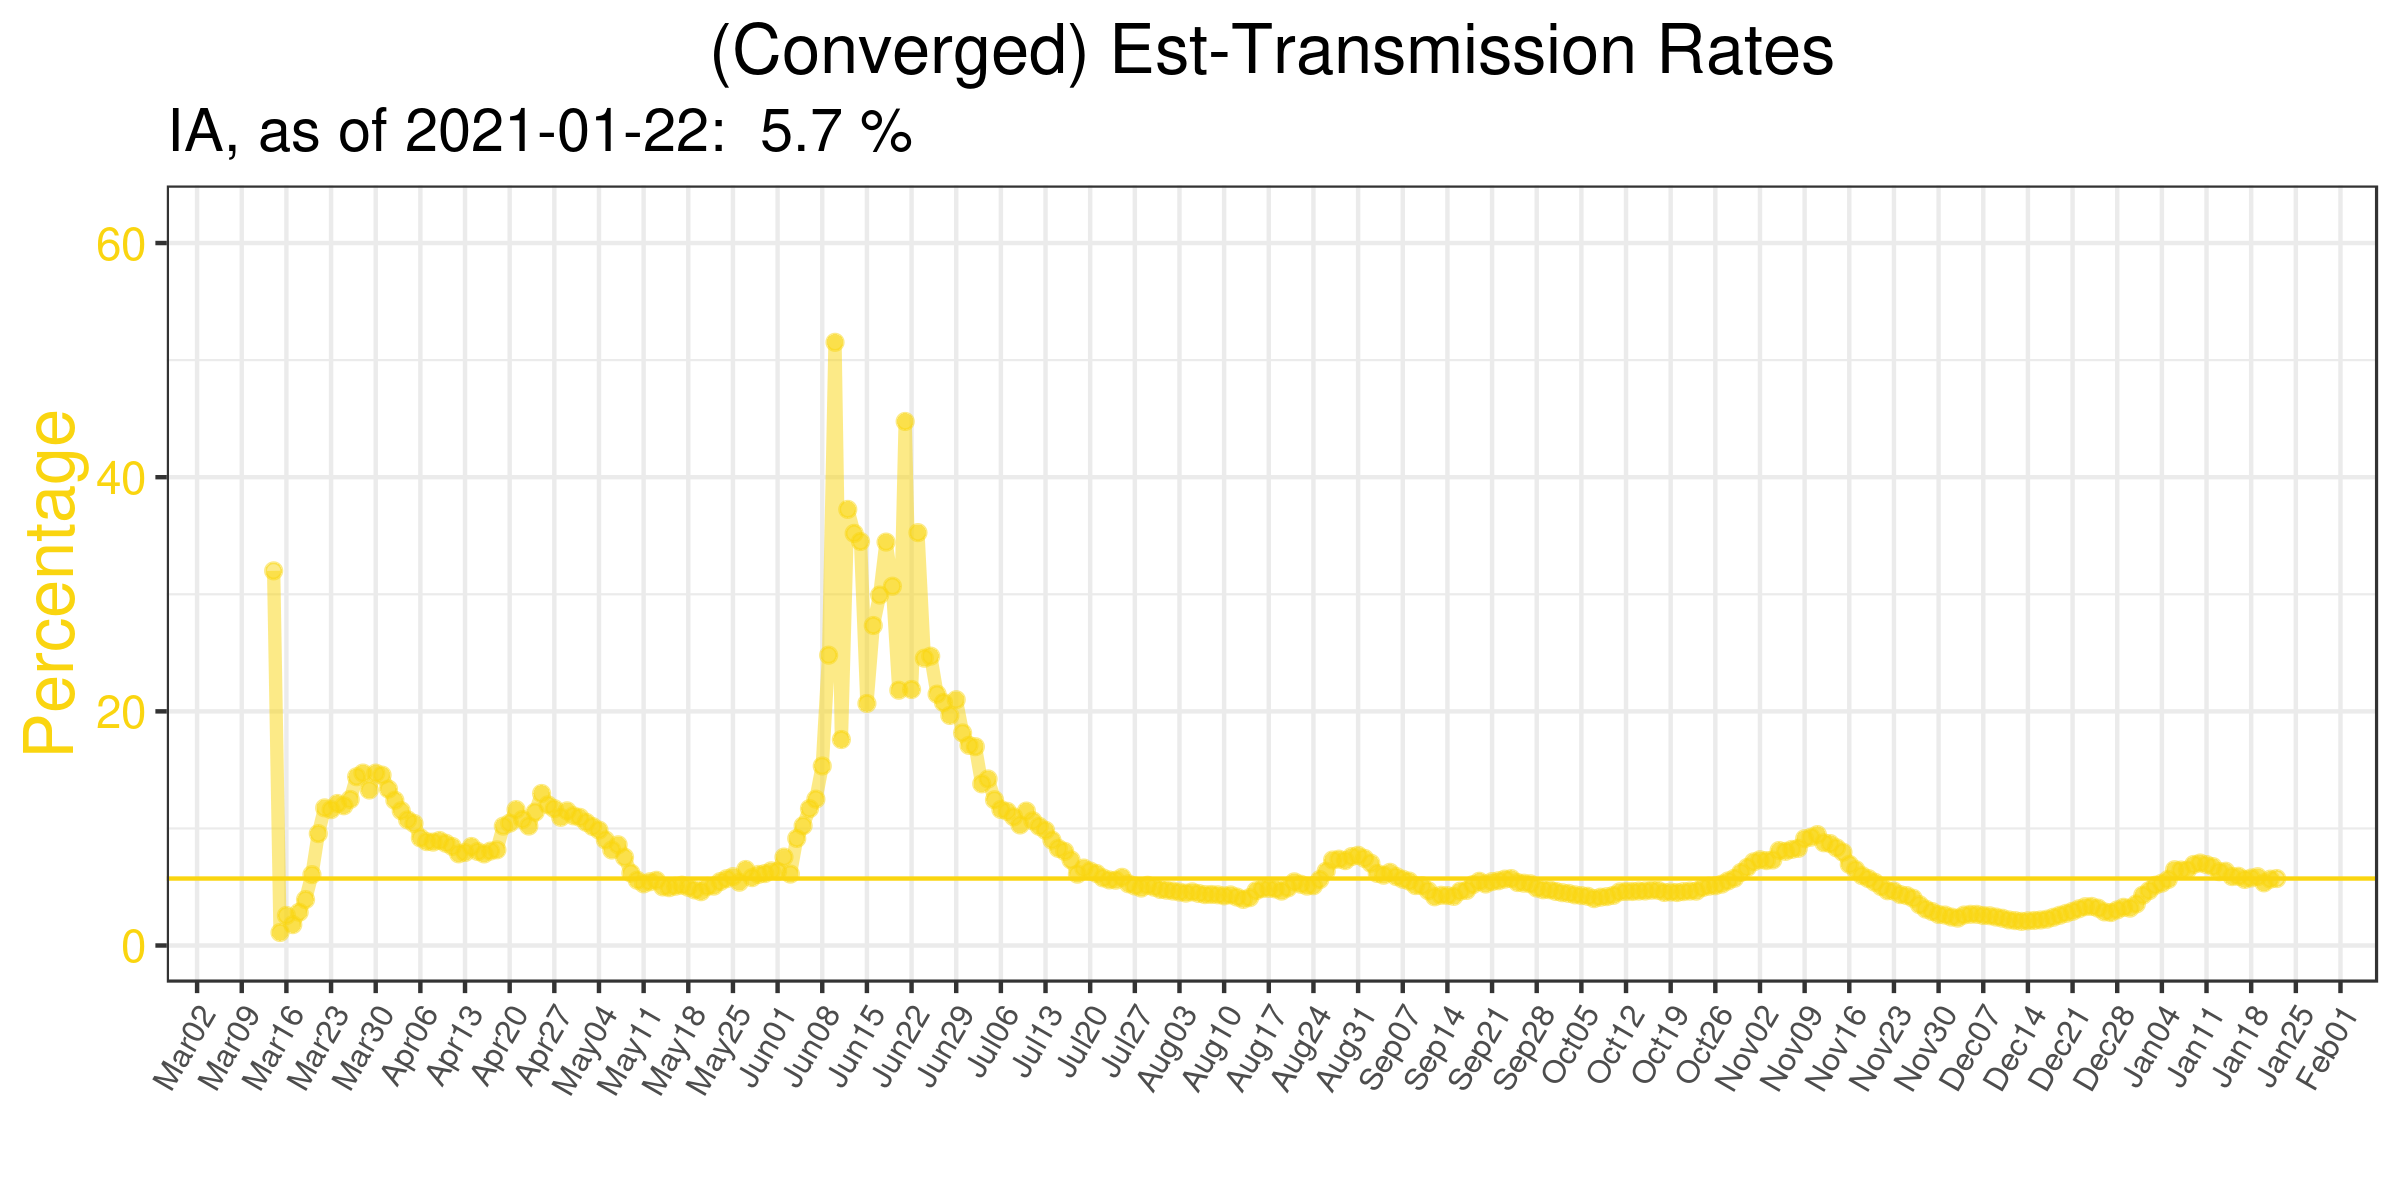 (Converged) Est-Transmission Rates
IA, as of 2021-01-22:  5.7 %
Percentage
60
40
20
0
Mar02
Mar09
Mar16
Mar23
Mar30
Apr06
Apr13
Apr20
Apr27
May04
May11
May18
May25
Jun01
Jun08
Jun15
Jun22
Jun29
Jul06
Jul13
Jul20
Jul27
Aug03
Aug10
Aug17
Aug24
Aug31
Sep07
Sep14
Sep21
Sep28
Oct05
Oct12
Oct19
Oct26
Nov02
Nov09
Nov16
Nov23
Nov30
Dec07
Dec14
Dec21
Dec28
Jan04
Jan11
Jan18
Jan25
Feb01